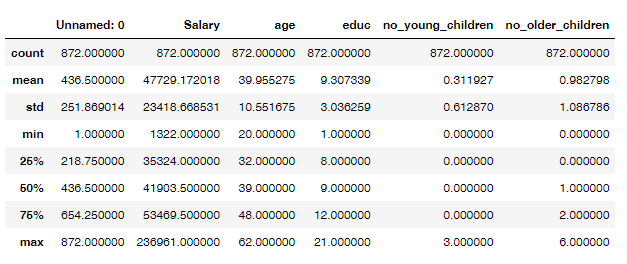 Unnamed: 0 Salary age educ no_young_children no_older_children
count 872.000000 872.000000 872.000000 872.000000 872.000000 872.000000
mean 436.500000 47729.172018 39.955275 9.307339 0.311927 0.982798
std 251.869014 23418.668531 10.551675 3.036259 0.612870 1.086786
min 1.000000 1322.000000 20.000000 1.000000 0.000000 0.000000
25% 218.750000 35324.000000 32.000000 8.000000 0.000000 0.000000
50% 436.500000 41903.500000 39.000000 9.000000 0.000000 1.000000
75% 654.250000 53469.500000 48.000000 12.000000 0.000000 2.000000
max 872.000000 236961.000000 62.000000 21.000000 3.000000 6.000000